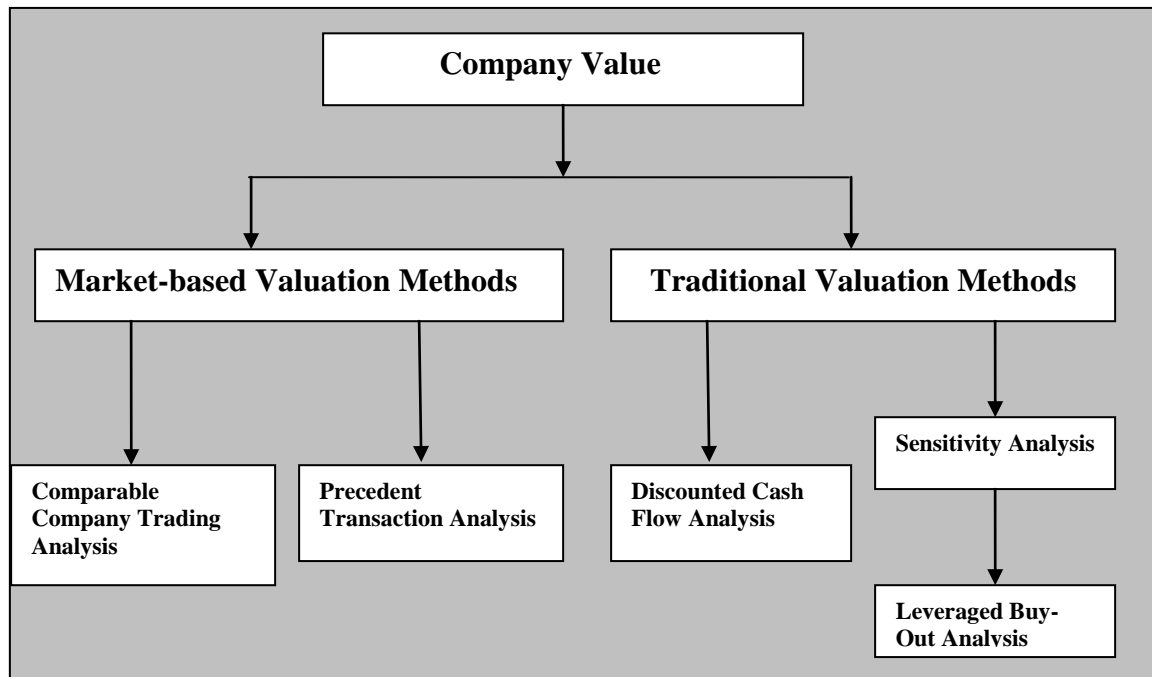 Company Value
Market-based Valuation Methods
Traditional Valuation Methods
Sensitivity Analysis
Comparable
Company Trading
Analysis
Precedent
Transaction Analysis
Discounted Cash
Flow Analysis
Leveraged Buy-
Out Analysis